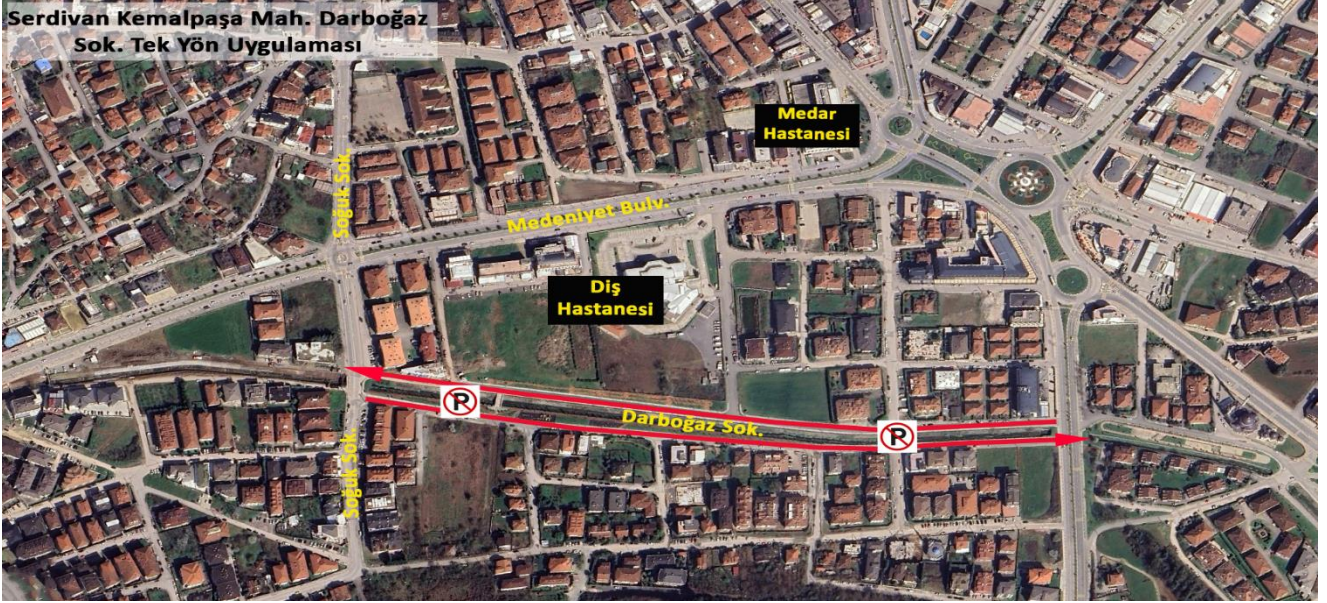 Serdivan Kemalpaşa Mah. Darboğaz
Sok. Tek Yön Uygulaması
Medar
Hastanesi
Soğuk Sok.
Medeniyet Bulv.
Diş
Hastanesi
P
Darboğaz Sok.
P
Soğuk Sok.